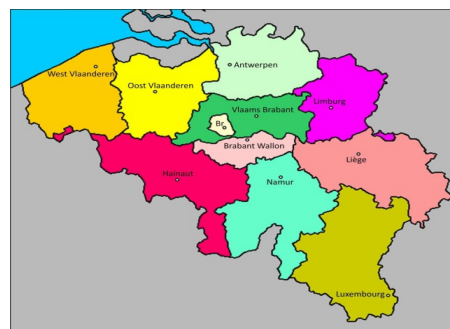 Antwerpen
West Vlaanderen
Oost Vlaanderen
Limburg
Vlaams Brabant
Br.
Brabant Wallon
Liège
Hainaut
Namur
Luxembourg